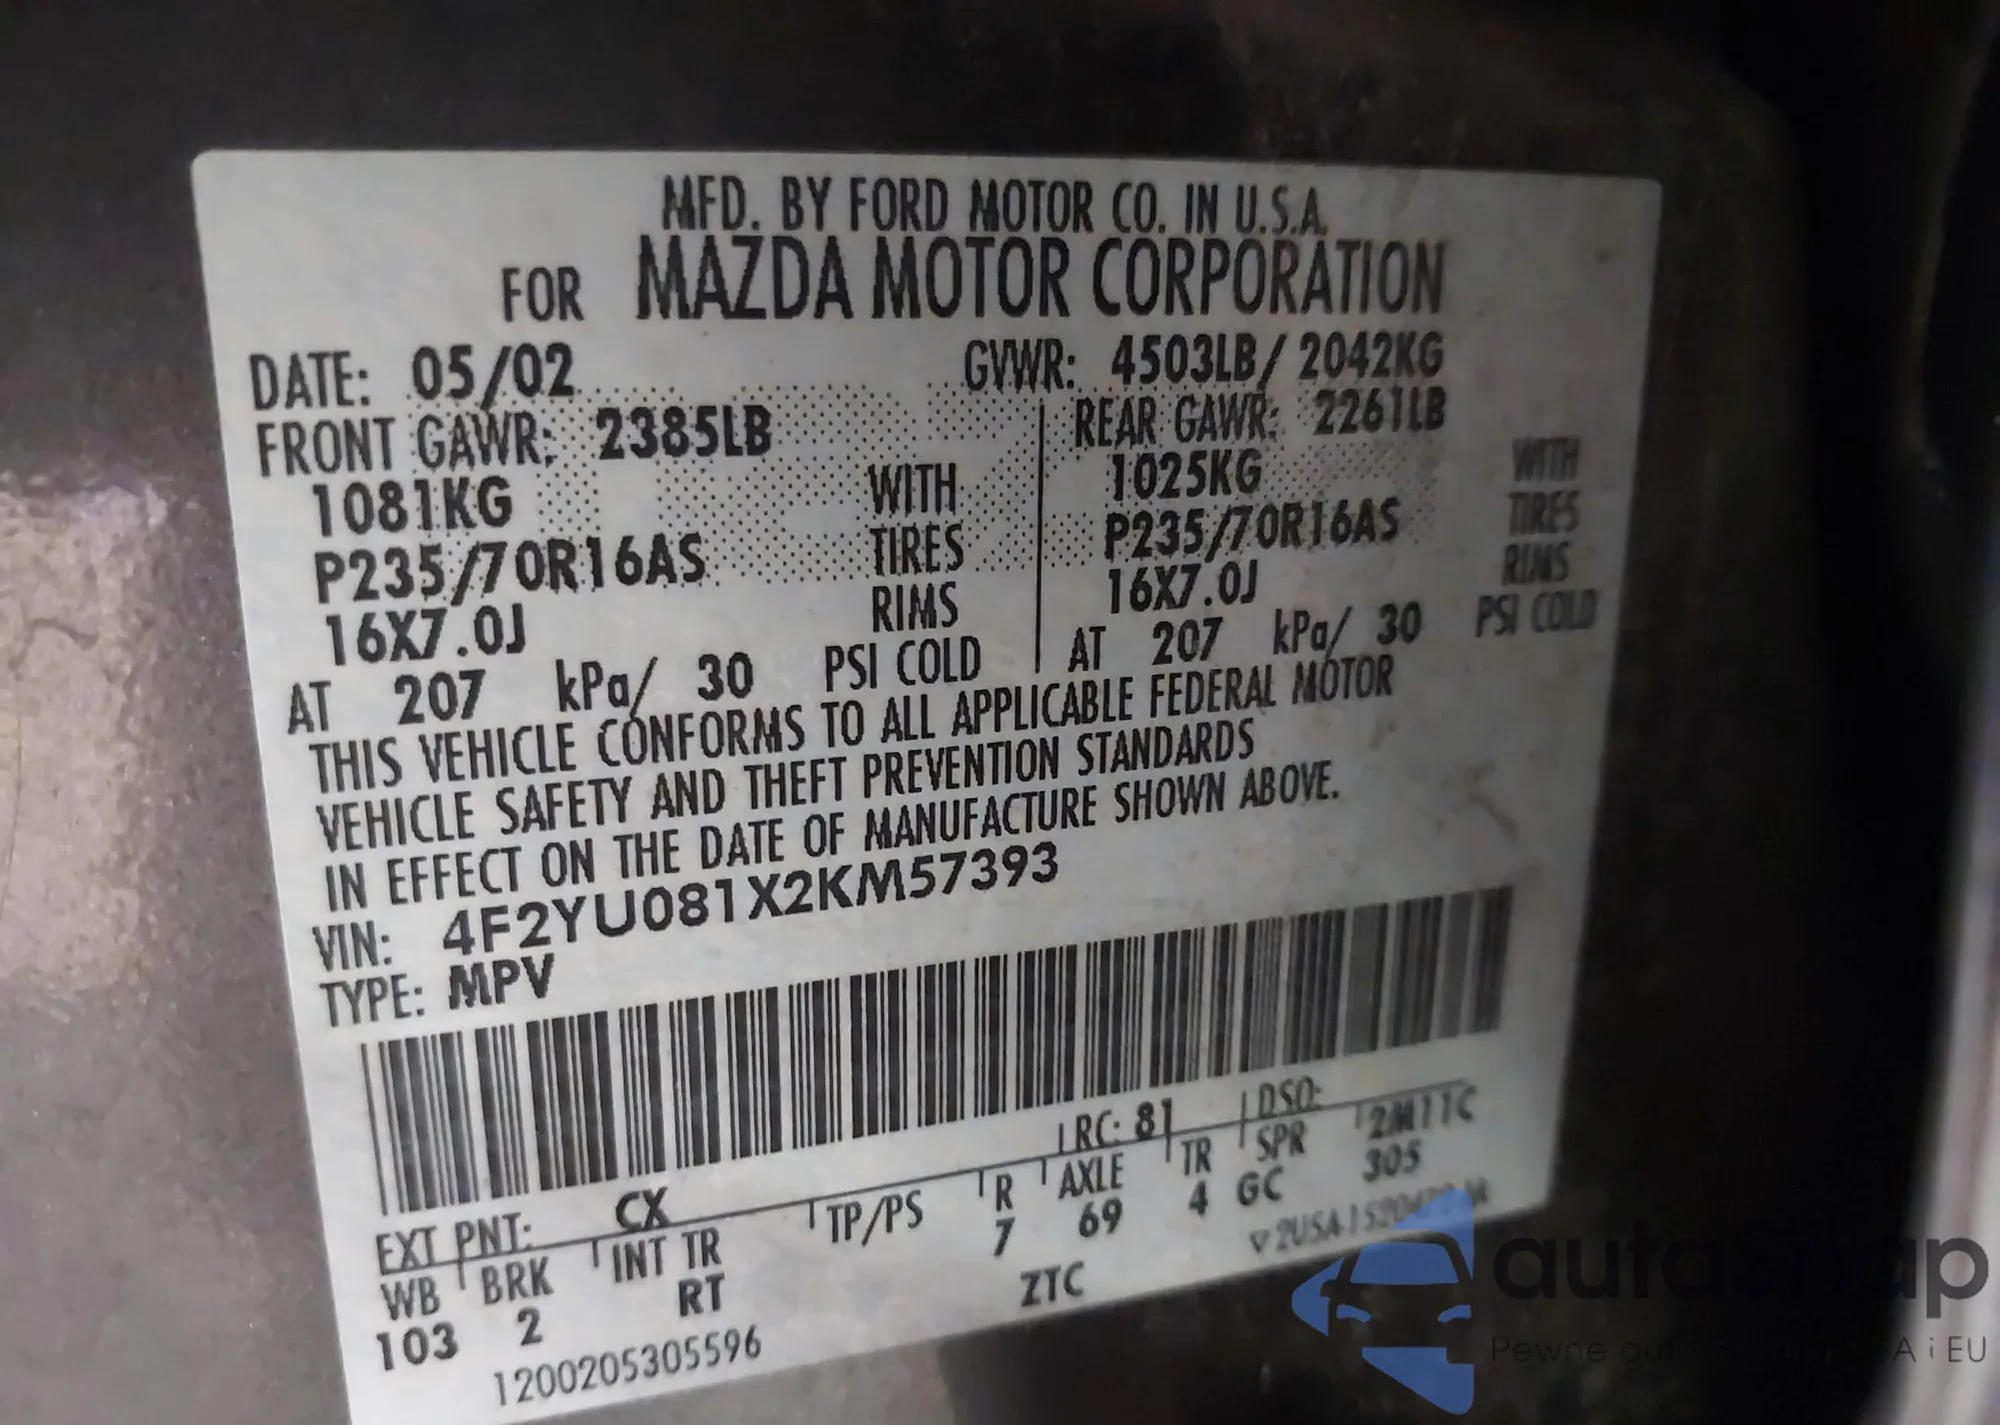 MFD. BY FORD MOTOR CO. IN U.S.A.
FOR MAZDA MOTOR CORPORATION
DATE: 05/02 GVWR: 4503LB/ 2042KG
FRONT GAWR: 2385LB REAR GAWR: 2261LB
1081KG WITH 1025KG WITH
P235/70R16AS TIRES P235/70R16AS TIRES
16X7.0J RIMS 16X7.0J RIMS
AT 207 kPa/ 30 PSI COLD AT 207 kPa/ 30 PSI COLD
THIS VEHICLE CONFORMS TO ALL APPLICABLE FEDERAL MOTOR
VEHICLE SAFETY AND THEFT PREVENTION STANDARDS
IN EFFECT ON THE DATE OF MANUFACTURE SHOWN ABOVE.
VIN: 4F2YU081X2KM57393
TYPE: MPV
EXT PNT: CX RC: 81 DSO:
WB BRK INT TR TP/PS R AXLE TR SPR 2M11C
103 2 RT 7 69 4 GC 305
ZTC
1200205305596
Pewne A i EU